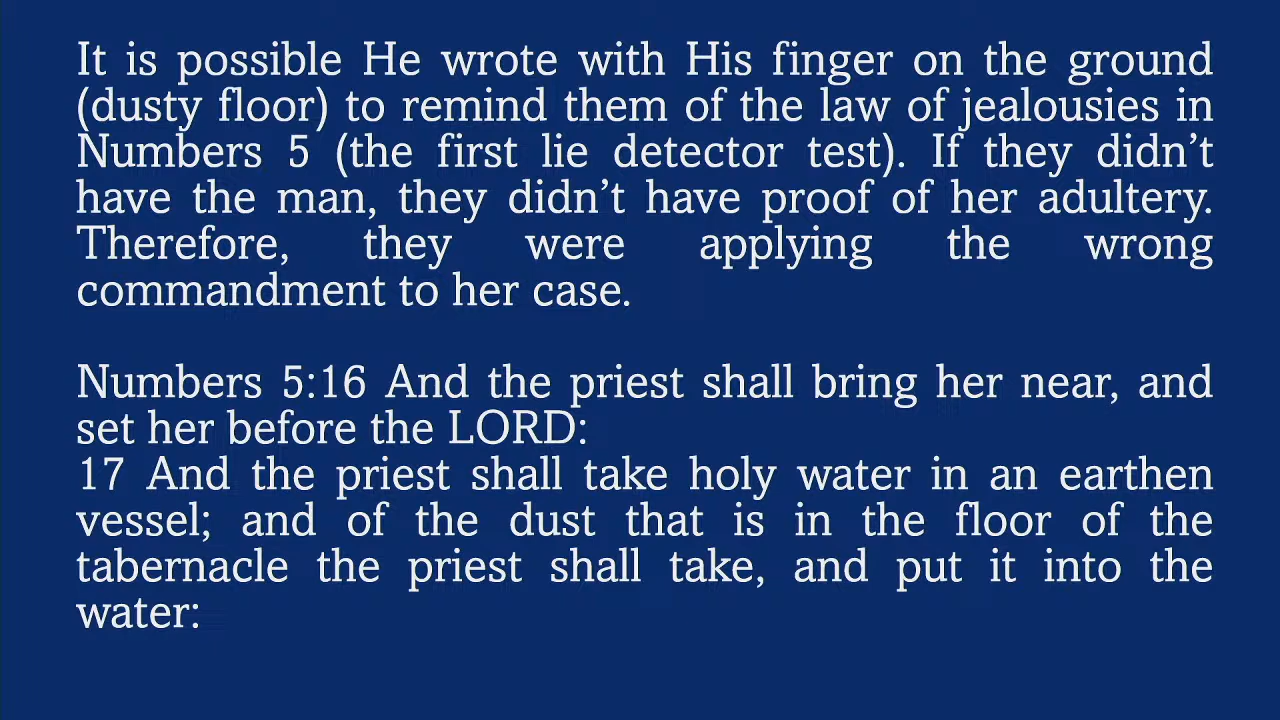 It is possible He wrote with His finger on the ground
(dusty floor) to remind them of the law of jealousies in
Numbers 5 (the first lie detector test). If they didn’t
have the man, they didn’t have proof of her adultery.
Therefore, they were applying the wrong
commandment to her case.
Numbers 5:16 And the priest shall bring her near, and
set her before the LORD:
17 And the priest shall take holy water in an earthen
vessel; and of the dust that is in the floor of the
tabernacle the priest shall take, and put it into the
water: